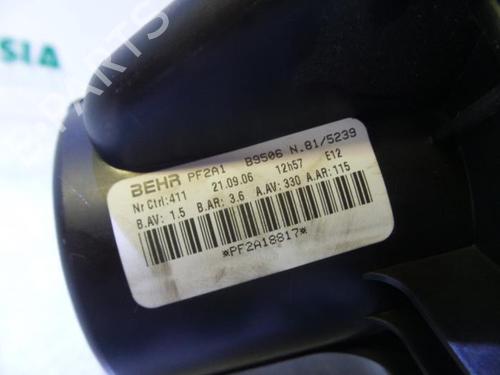 BEHR PF2A1 B9506 N.81/5239
Nr Ctrl:411 21.09.06 12h57 E12
B.AV: 1.5 B.AR: 3.6 A.AV: 330 A.AR: 115
*PF2A18817*
PARTS